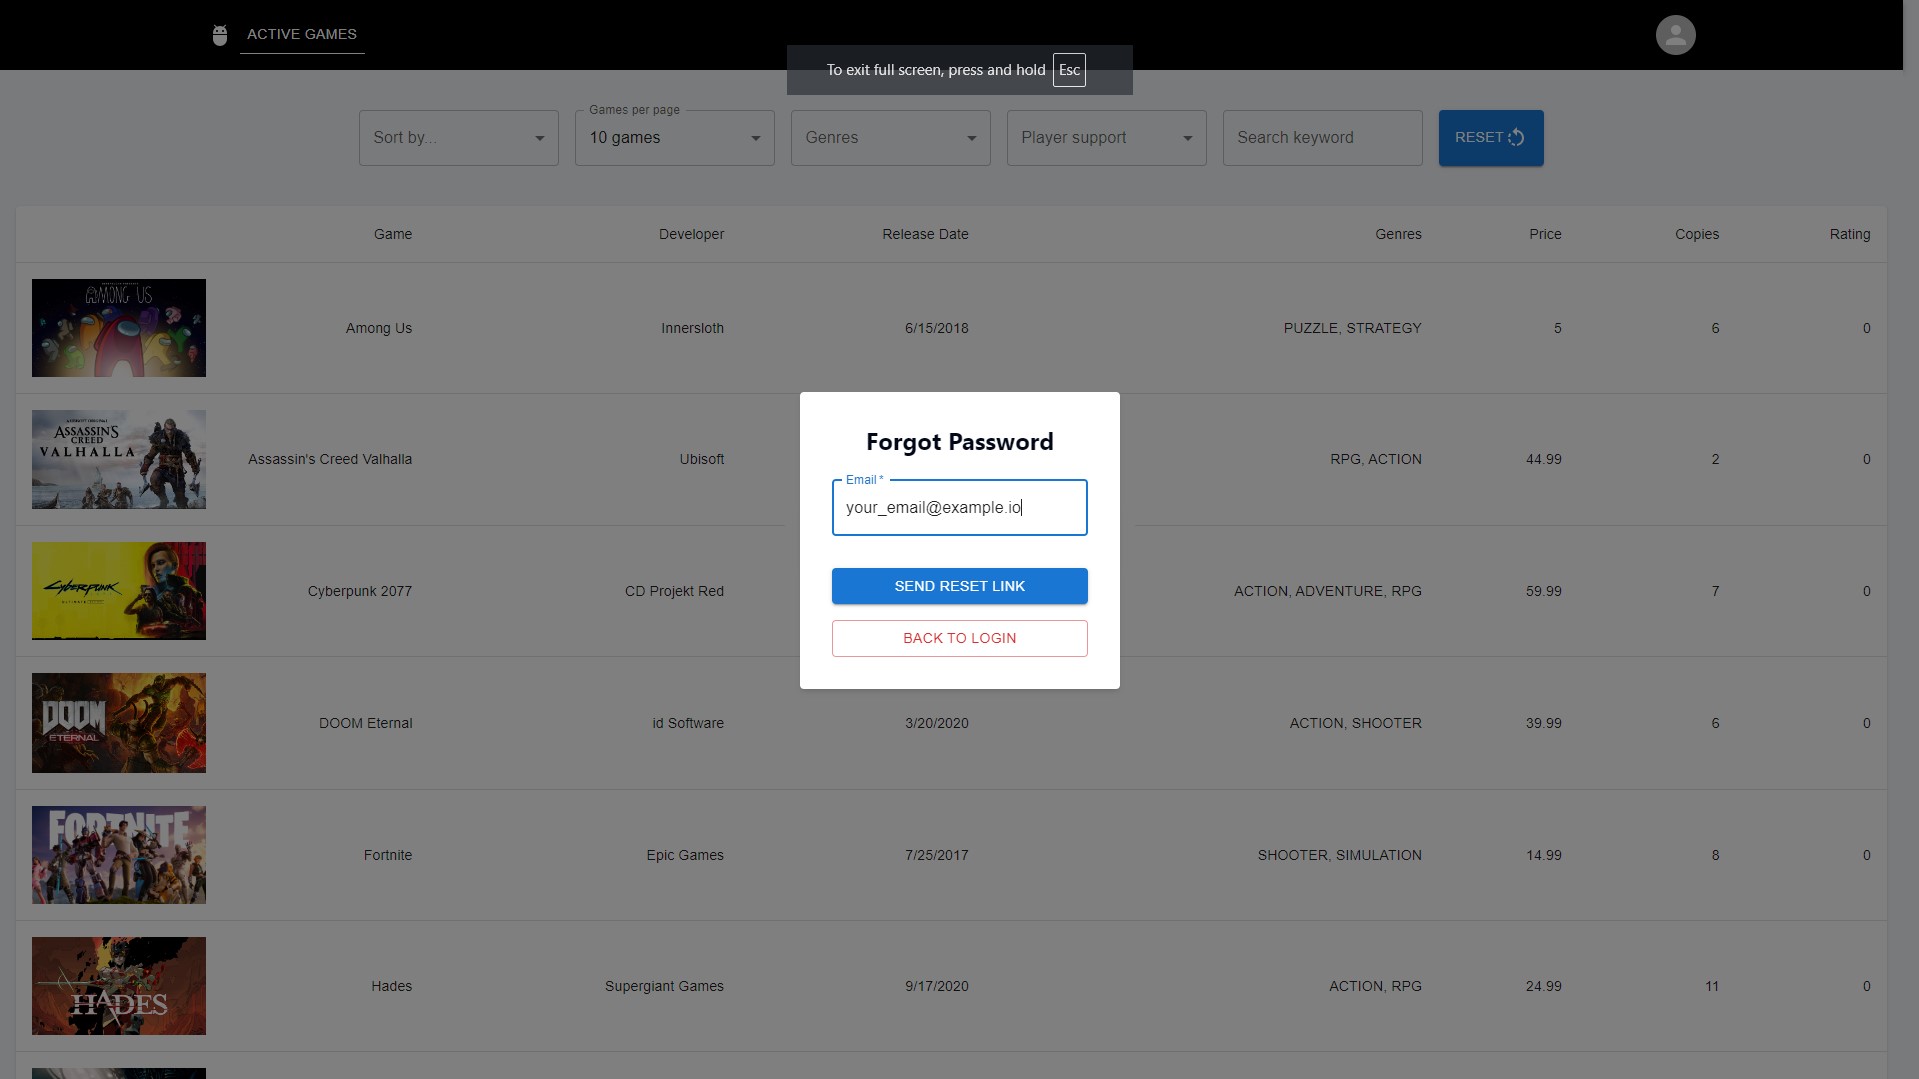 ACTIVE GAMES
To exit full screen, press and hold Esc
Sort by...
Games per page
10 games
Genres
Player support
Search keyword
RESET
Game Developer Release Date Genres Price Copies Rating
AMONG US
Among Us Innersloth 6/15/2018 PUZZLE, STRATEGY 5 6 0
ASSASSIN'S
CREED
VALHALLA
Assassin's Creed Valhalla Ubisoft RPG, ACTION 44.99 2 0
Cyberpunk
Cyberpunk 2077 CD Projekt Red ACTION, ADVENTURE, RPG 59.99 7 0
DOOM
ETERNAL
DOOM Eternal id Software 3/20/2020 ACTION, SHOOTER 39.99 6 0
FORTNITE
Fortnite Epic Games 7/25/2017 SHOOTER, SIMULATION 14.99 8 0
HADES
Hades Supergiant Games 9/17/2020 ACTION, RPG 24.99 11 0
Forgot Password
Email *
your_email@example.io
SEND RESET LINK
BACK TO LOGIN